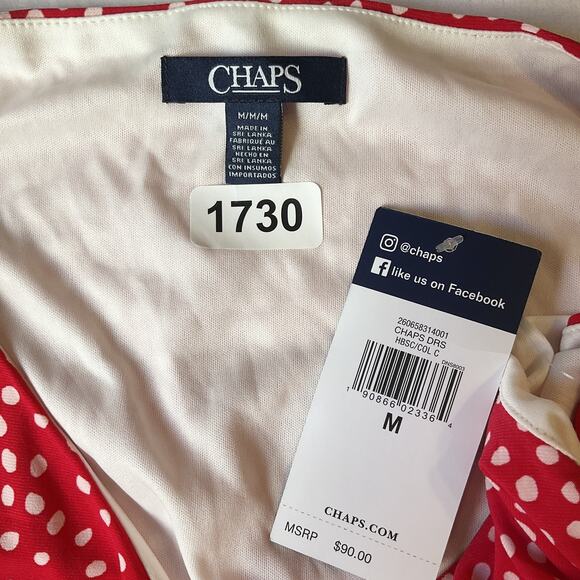 CHAPS
M/M/M
MADE IN
SRI LANKA
FABRIQUÉ AU
SRI LANKA
HECHO EN
SRI LANKA
CON INSUMOS
IMPORTADOS
1730
@chaps
like us on Facebook
260658314001
CHAPS DRS
HBSC/COL C
DNS8003
1 90866 02336 4
M
CHAPS.COM
MSRP $90.00